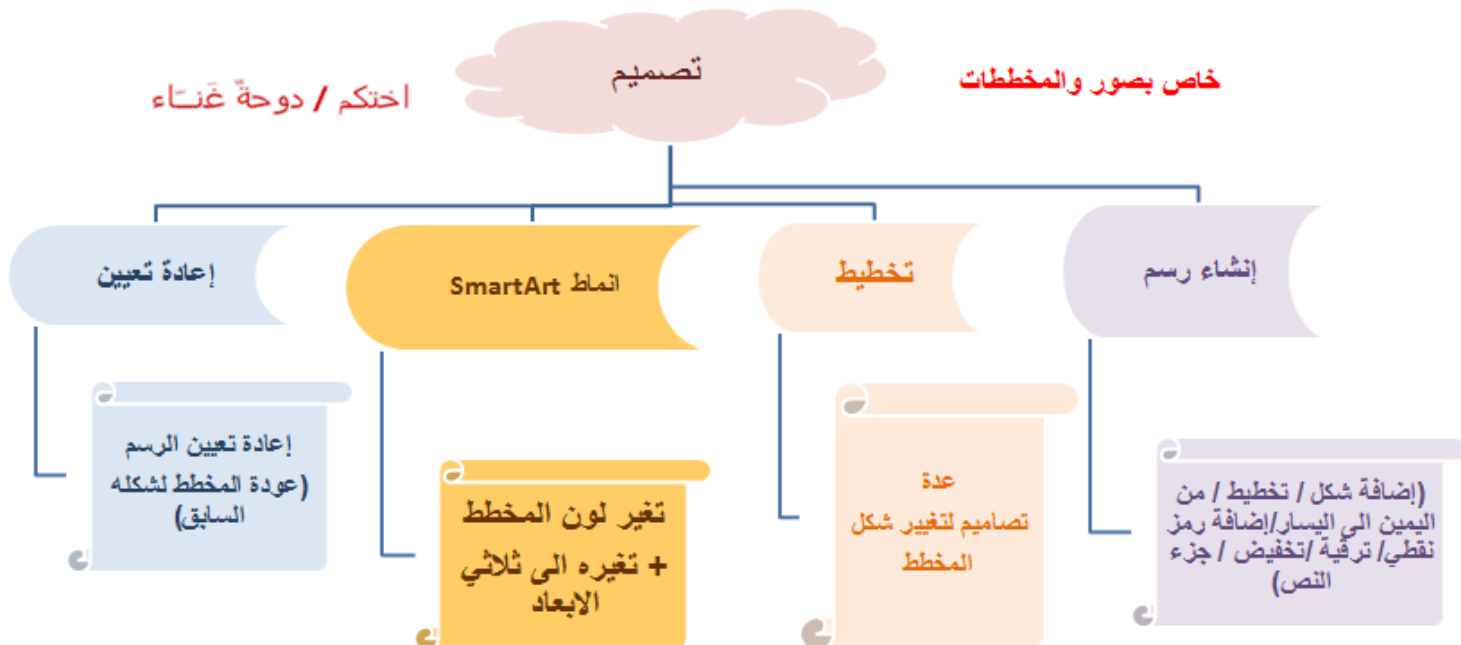 تصميم
خاص بصور والمخططات
اختكم / دوحةٌ غَنــّاء
إنشاء رسم
تخطيط
انماط SmartArt
إعادة تعيين
(إضافة شكل / تخطيط / من
اليمين الى اليسار/إضافة رمز
نقطي/ ترقية /تخفيض / جزء
النص)
عدة
تصاميم لتغيير شكل
المخطط
تغير لون المخطط
+ تغيره الى ثلاثي
الابعاد
إعادة تعيين الرسم
(عودة المخطط لشكله
السابق)